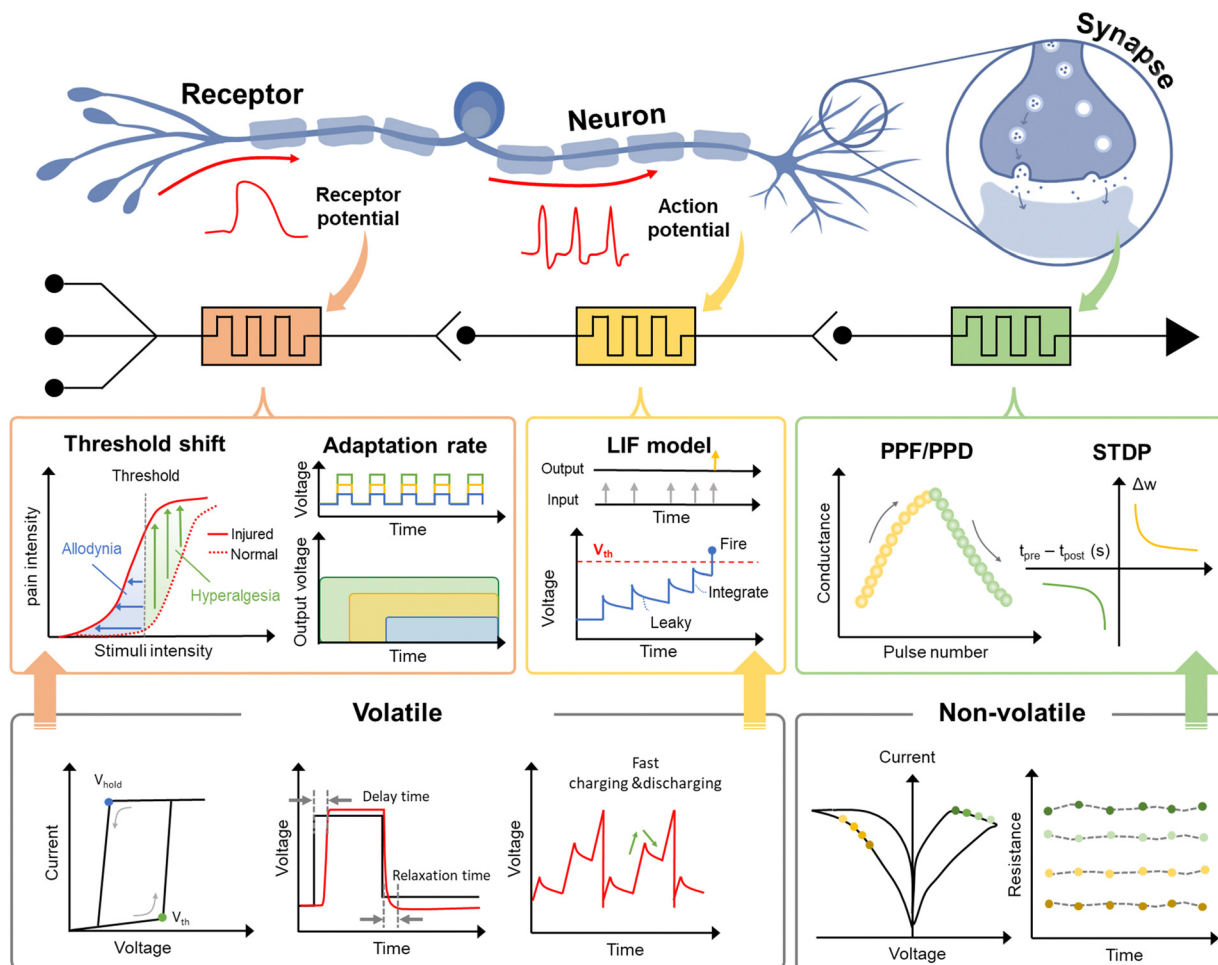 Receptor
Neuron
Synapse
Receptor
potential
Action
potential
Threshold shift
Threshold
pain intensity
Injured
Normal
Allodynia
Hyperalgesia
Stimuli intensity
Adaptation rate
Voltage
Time
Output voltage
Time
LIF model
Output
Input
Time
Vth
Fire
Voltage
Integrate
Leaky
Time
PPF/PPD
Conductance
Pulse number
STDP
Δw
tpre – tpost (s)
Volatile
Vhold
Current
Vth
Voltage
Delay time
Voltage
Relaxation time
Time
Fast
charging &discharging
Voltage
Time
Non-volatile
Current
Voltage
Resistance
Time